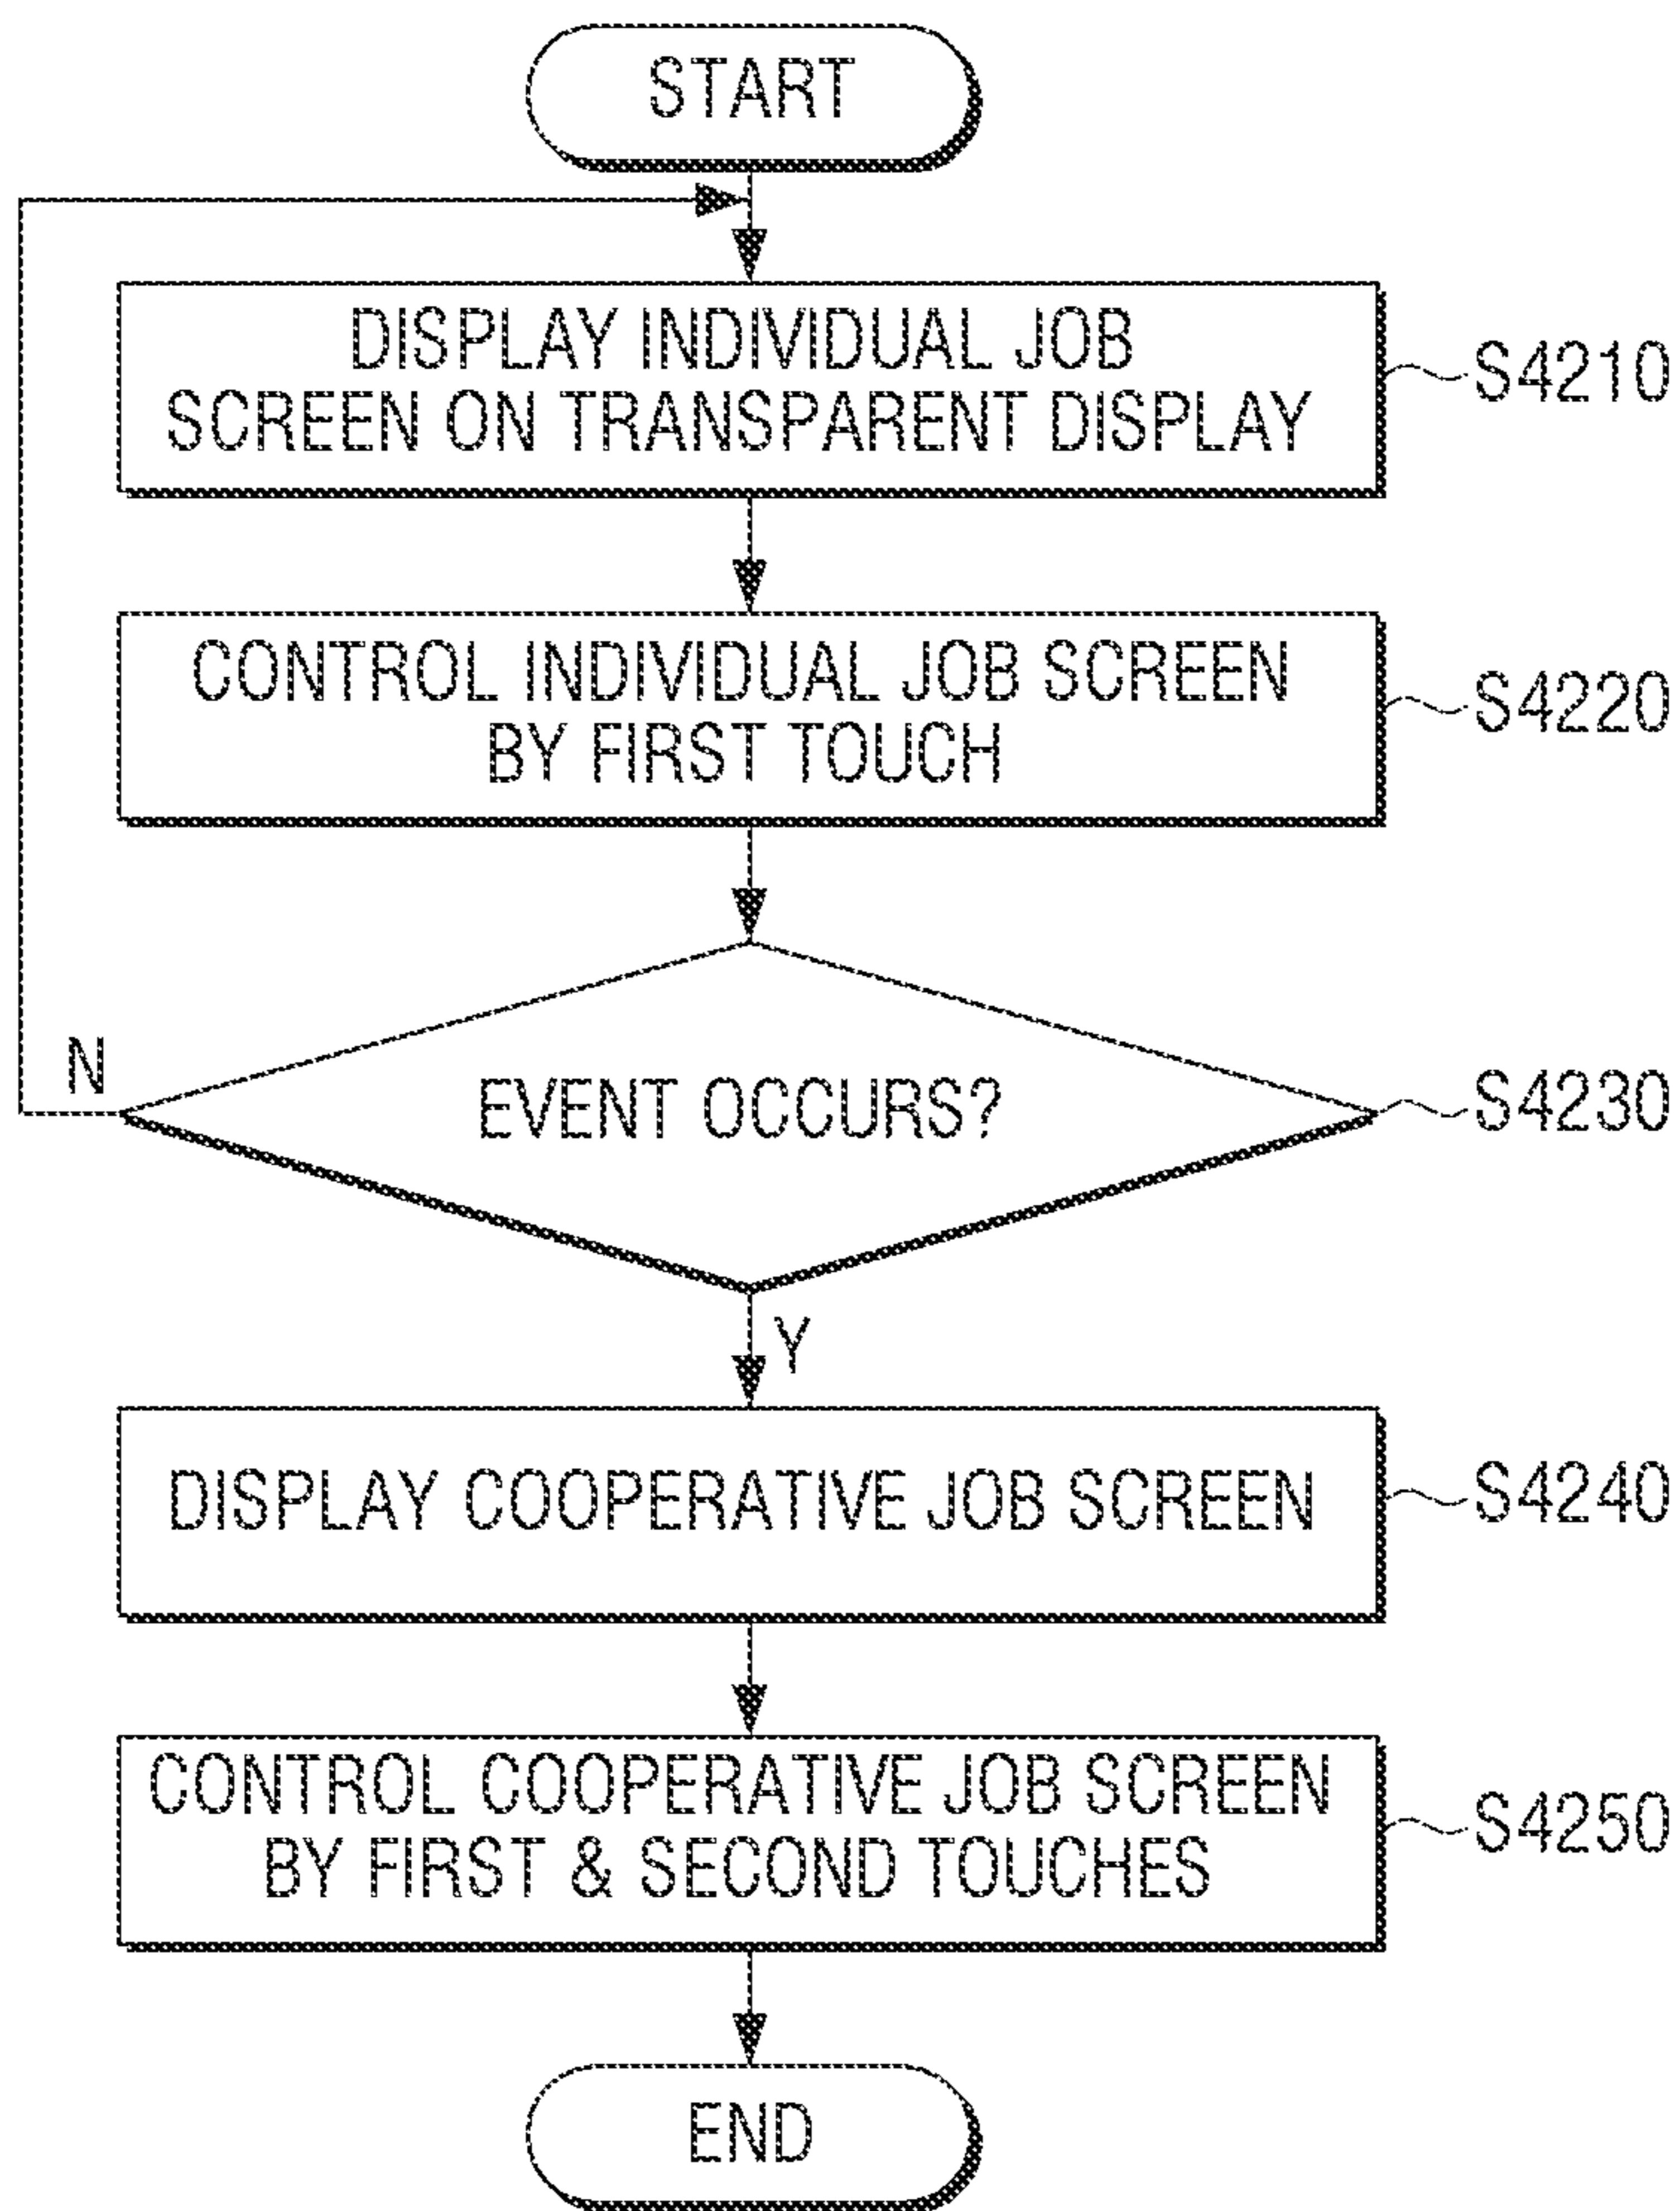 START
DISPLAY INDIVIDUAL JOB
SCREEN ON TRANSPARENT DISPLAY
S4210
CONTROL INDIVIDUAL JOB SCREEN
BY FIRST TOUCH
S4220
N
EVENT OCCURS?
S4230
Y
DISPLAY COOPERATIVE JOB SCREEN
S4240
CONTROL COOPERATIVE JOB SCREEN
BY FIRST & SECOND TOUCHES
S4250
END